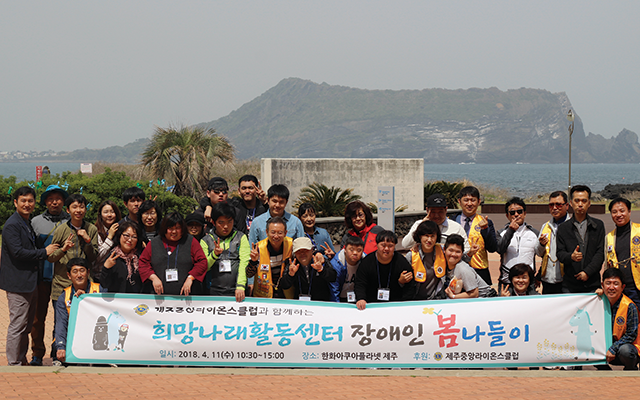 제주중앙라이온스클럽과 함께하는
희망나래활동센터 장애인 봄나들이
일시: 2018. 4. 11(수) 10:30~15:00 장소: 한화아쿠아플라넷 제주 후원: 제주중앙라이온스클럽